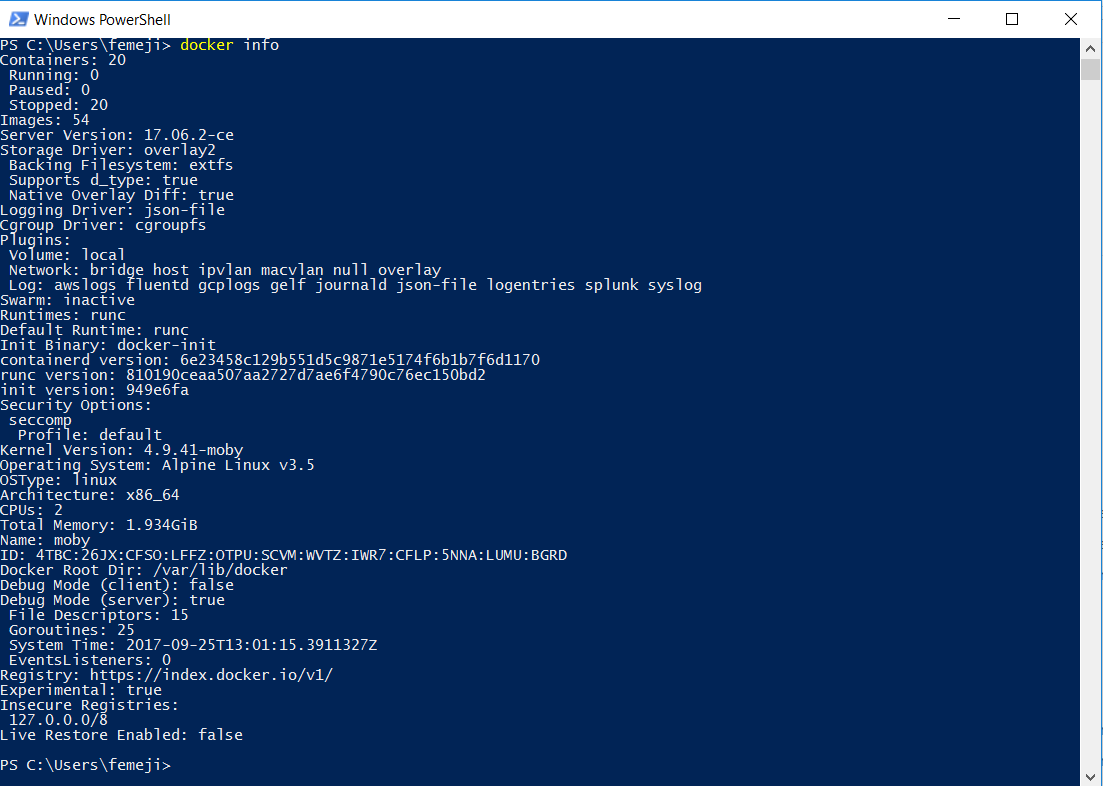 Windows PowerShell
PS C:\Users\femeji> docker info
Containers: 20
 Running: 0
 Paused: 0
 Stopped: 20
Images: 54
Server Version: 17.06.2-ce
Storage Driver: overlay2
 Backing Filesystem: extfs
 Supports d_type: true
 Native Overlay Diff: true
Logging Driver: json-file
Cgroup Driver: cgroupfs
Plugins:
 Volume: local
 Network: bridge host ipvlan macvlan null overlay
 Log: awslogs fluentd gcplogs gelf journald json-file logentries splunk syslog
Swarm: inactive
Runtimes: runc
Default Runtime: runc
Init Binary: docker-init
containerd version: 6e23458c129b551d5c9871e5174f6b1b7f6d1170
runc version: 810190ceaa507aa2727d7ae6f4790c76ec150bd2
init version: 949e6fa
Security Options:
 seccomp
  Profile: default
Kernel Version: 4.9.41-moby
Operating System: Alpine Linux v3.5
OSType: linux
Architecture: x86_64
CPUs: 2
Total Memory: 1.934GiB
Name: moby
ID: 4TBC:26JX:CFSO:LFFZ:OTPU:SCVM:WVTZ:IWR7:CFLP:5NNA:LUMU:BGRD
Docker Root Dir: /var/lib/docker
Debug Mode (client): false
Debug Mode (server): true
 File Descriptors: 15
 Goroutines: 25
 System Time: 2017-09-25T13:01:15.3911327Z
 EventsListeners: 0
Registry: https://index.docker.io/v1/
Experimental: true
Insecure Registries:
 127.0.0.0/8
Live Restore Enabled: false
PS C:\Users\femeji>